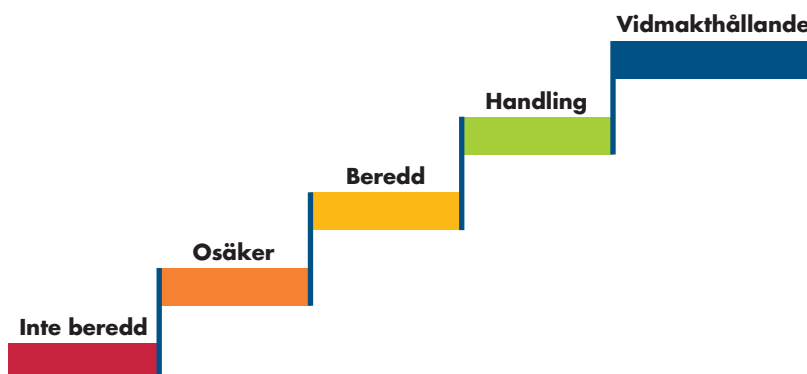 Vidmakthållande
Handling
Beredd
Osäker
Inte beredd